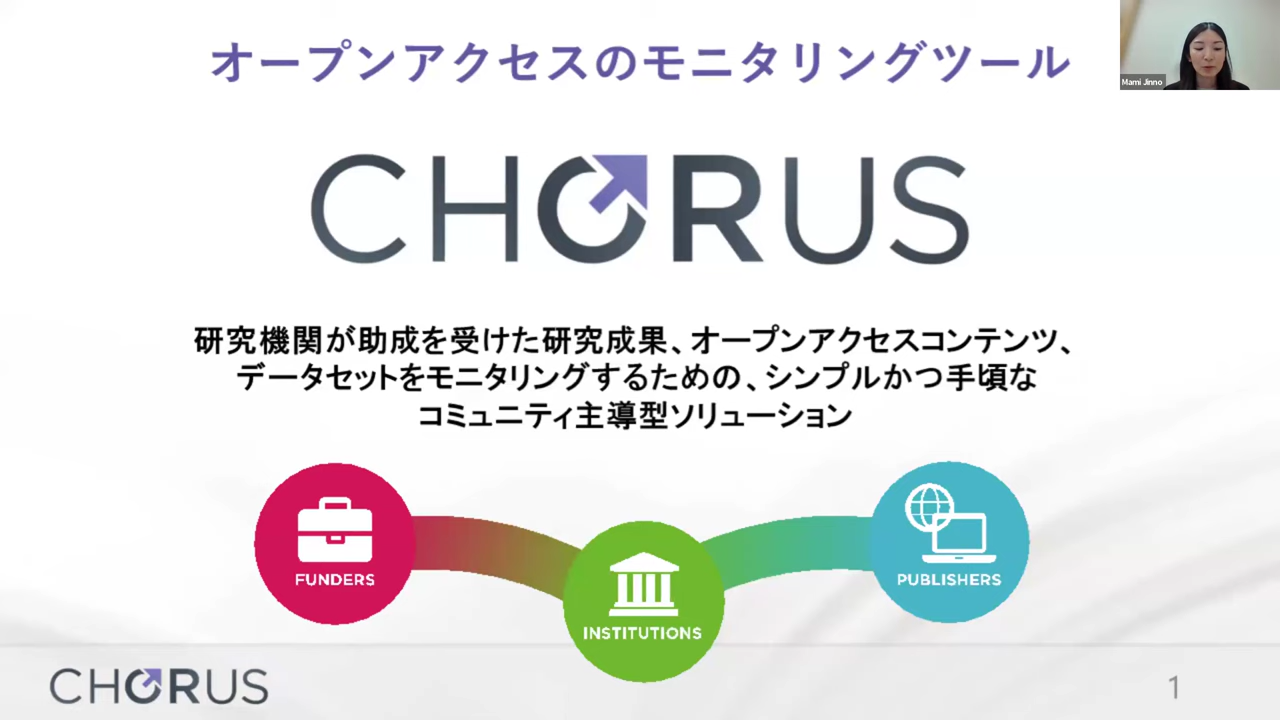 オープンアクセスのモニタリングツール
Mami Jinno
CHORUS
研究機関が助成を受けた研究成果、オープンアクセスコンテンツ、
データセットをモニタリングするための、シンプルかつ手頃な
コミュニティ主導型ソリューション
FUNDERS
INSTITUTIONS
PUBLISHERS
CHORUS
1